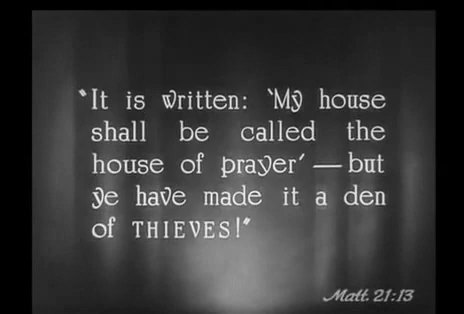 "It is written: 'My house
shall be called the
house of prayer' — but
ye have made it a den
of THIEVES!"
Matt. 21:13